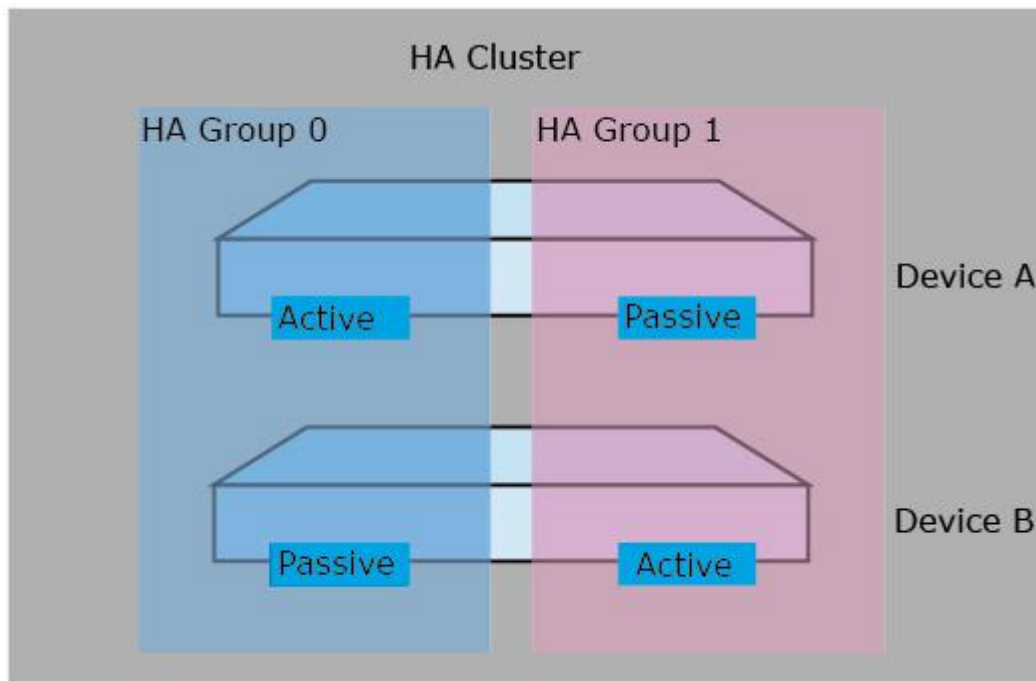 HA Cluster
HA Group 0
HA Group 1
Active
Passive
Device A
Passive
Active
Device B